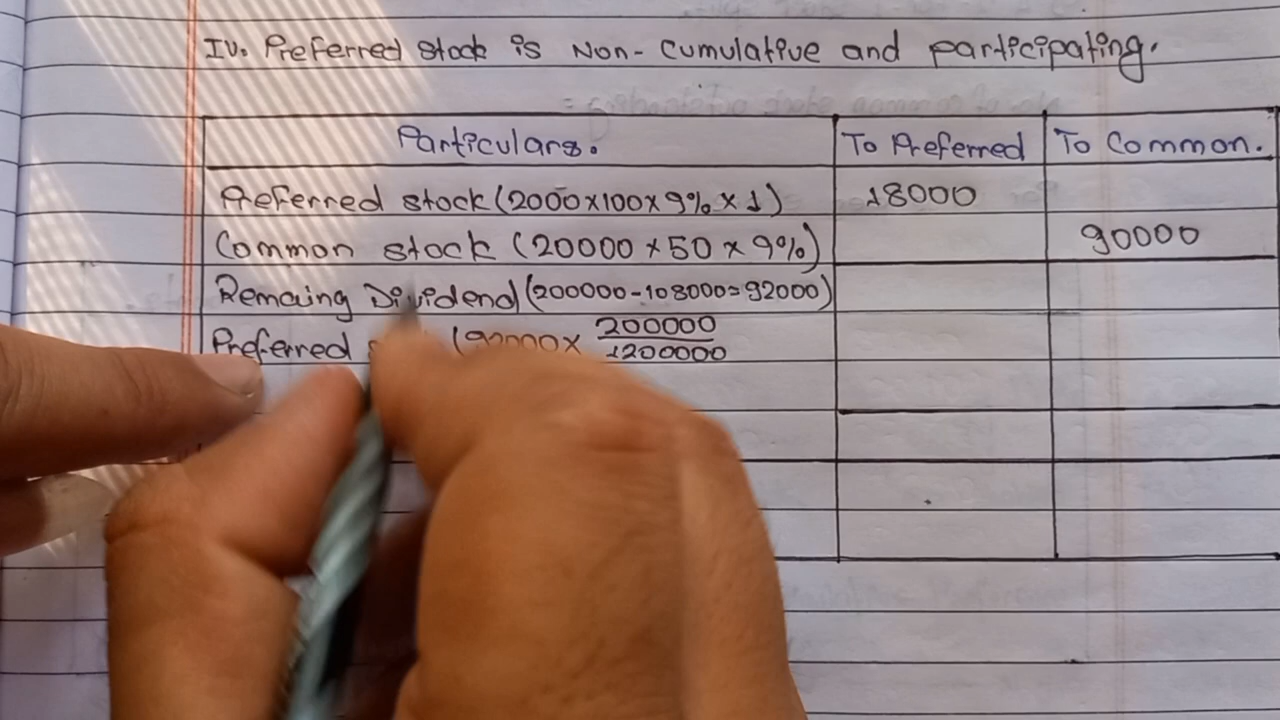 IV. Preferred stock is Non-cumulative and participating.
Particulars. To Preferred To Common.
Preferred stock (2000×100×9%×1) 18000
Common stock (20000×50×9%) 90000
Remaing Dividend (200000-108000=92000)
Preferred (92000× 200000/1200000